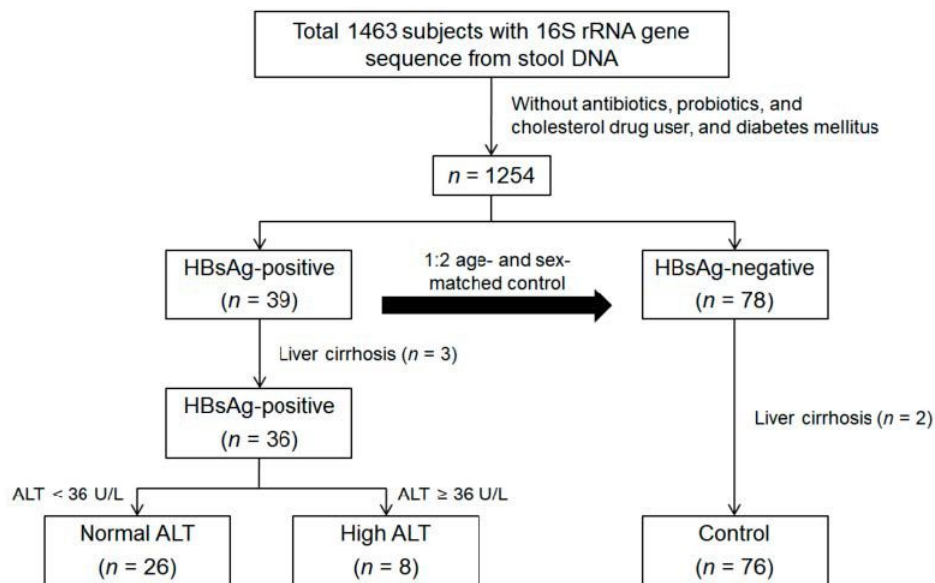 Total 1463 subjects with 16S rRNA gene
sequence from stool DNA
Without antibiotics, probiotics, and
cholesterol drug user, and diabetes mellitus
n = 1254
HBsAg-positive
(n = 39)
1:2 age- and sex-
matched control
HBsAg-negative
(n = 78)
Liver cirrhosis (n = 3)
HBsAg-positive
(n = 36)
Liver cirrhosis (n = 2)
ALT < 36 U/L
ALT ≥ 36 U/L
Normal ALT
(n = 26)
High ALT
(n = 8)
Control
(n = 76)